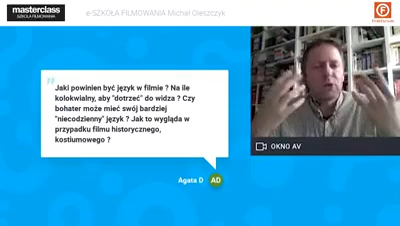 masterclass
SZKOŁA FILMOWANIA
e-SZKOŁA FILMOWANIA Michał Oleszczyk
Jaki powinien być język w filmie ? Na ile
kolokwialny, aby "dotrzeć" do widza ? Czy
bohater może mieć swój bardziej
"niecodzienny" język ? Jak to wygląda w
przypadku filmu historycznego,
kostiumowego ?
Agata D
AD
OKNO AV